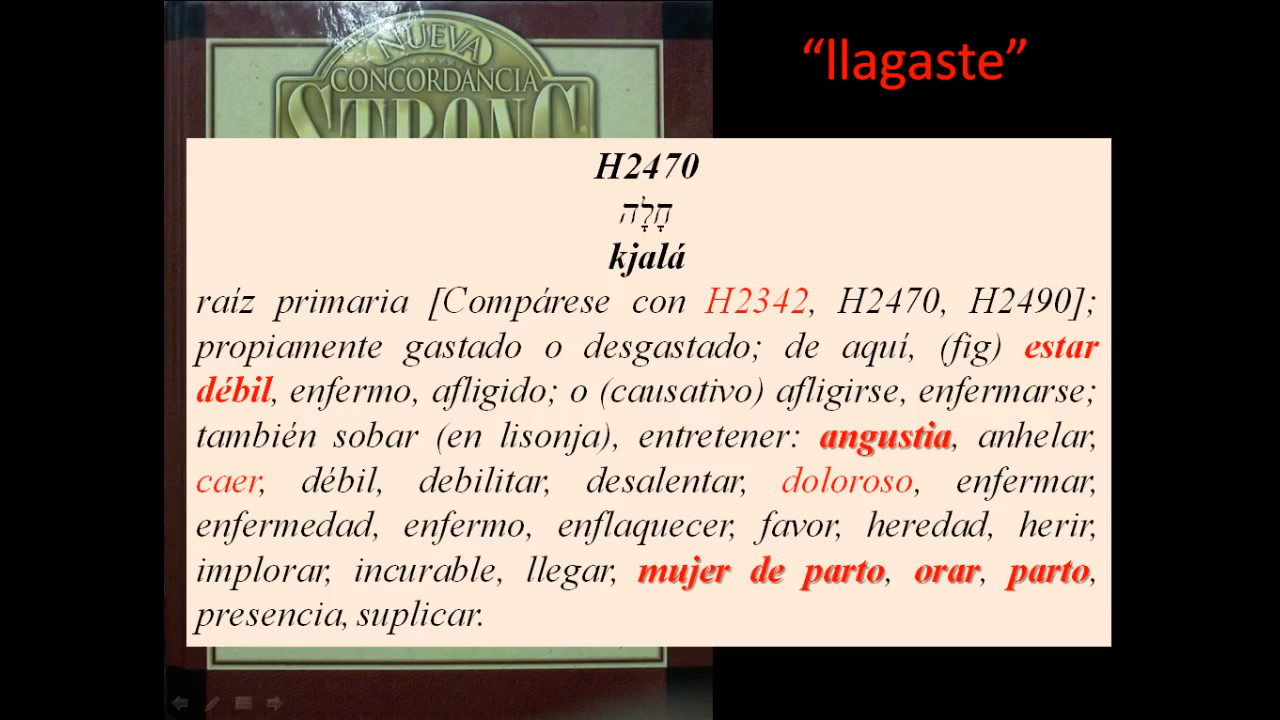 “llagaste”
NUEVA
CONCORDANCIA
STRONG
H2470
חָלָה
kjalá
raíz primaria [Compárese con H2342, H2470, H2490];
propiamente gastado o desgastado; de aquí, (fig) estar
débil, enfermo, afligido; o (causativo) afligirse, enfermarse;
también sobar (en lisonja), entretener: angustia, anhelar,
caer, débil, debilitar, desalentar, doloroso, enfermar,
enfermedad, enfermo, enflaquecer, favor, heredad, herir,
implorar, incurable, llegar, mujer de parto, orar, parto,
presencia, suplicar.